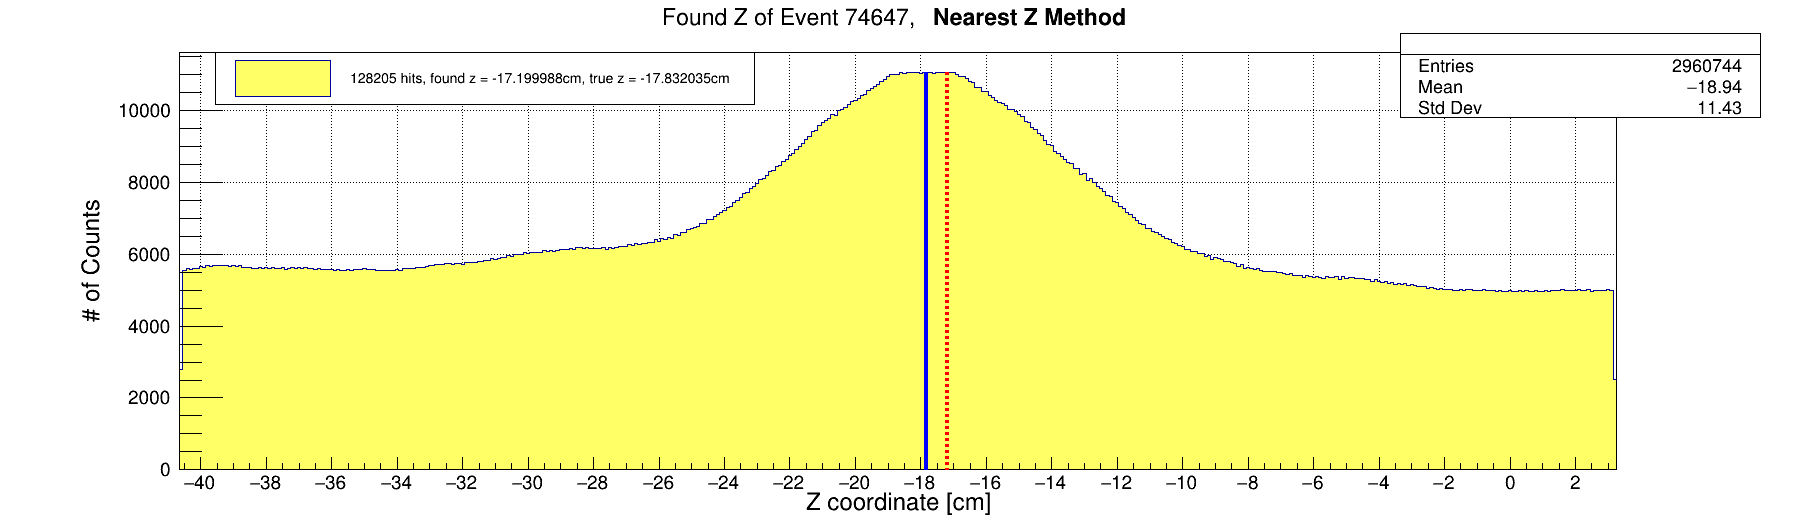 Found Z of Event 74647, Nearest Z Method
128205 hits, found z = -17.199988cm, true z = -17.832035cm
Entries 2960744
Mean −18.94
Std Dev 11.43
# of Counts
10000
8000
6000
4000
2000
0
−40 −38 −36 −34 −32 −30 −28 −26 −24 −22 −20 −18 −16 −14 −12 −10 −8 −6 −4 −2 0 2
Z coordinate [cm]